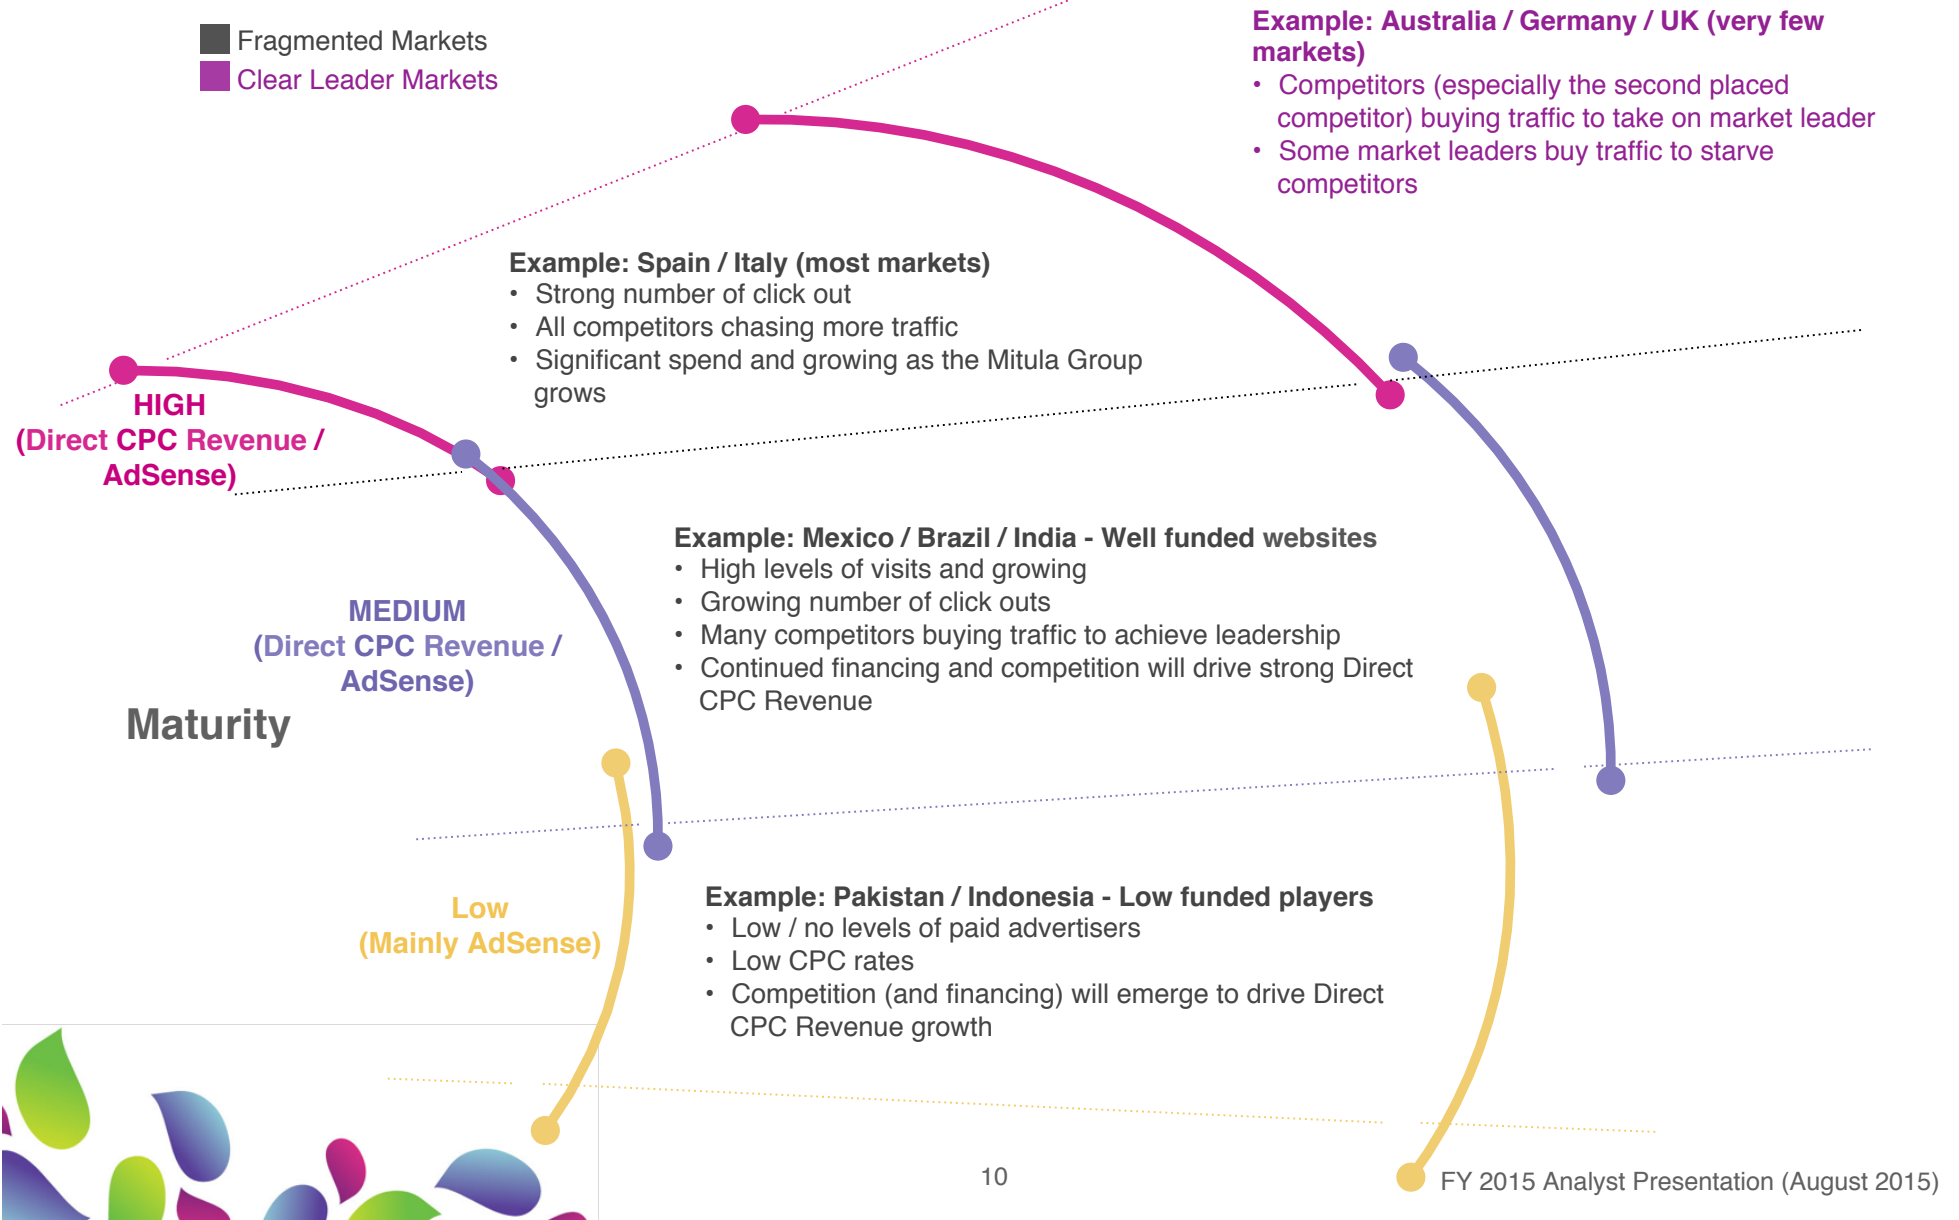 Fragmented Markets
Clear Leader Markets
Example: Australia / Germany / UK (very few
markets)
• Competitors (especially the second placed
competitor) buying traffic to take on market leader
• Some market leaders buy traffic to starve
competitors
Example: Spain / Italy (most markets)
• Strong number of click out
• All competitors chasing more traffic
• Significant spend and growing as the Mitula Group
grows
HIGH
(Direct CPC Revenue /
AdSense)
Example: Mexico / Brazil / India - Well funded websites
• High levels of visits and growing
• Growing number of click outs
• Many competitors buying traffic to achieve leadership
• Continued financing and competition will drive strong Direct
CPC Revenue
MEDIUM
(Direct CPC Revenue /
AdSense)
Maturity
Example: Pakistan / Indonesia - Low funded players
• Low / no levels of paid advertisers
• Low CPC rates
• Competition (and financing) will emerge to drive Direct
CPC Revenue growth
Low
(Mainly AdSense)
10
FY 2015 Analyst Presentation (August 2015)